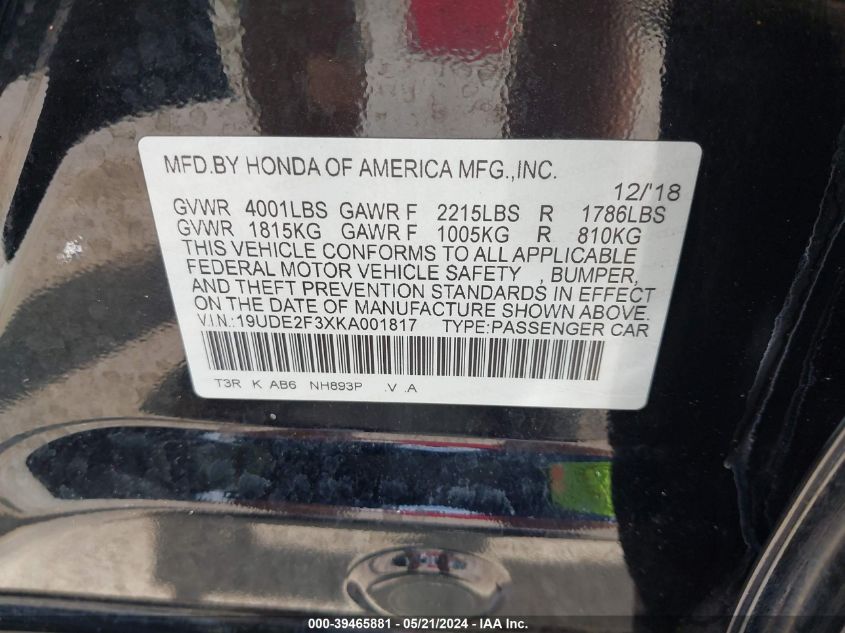 MFD.BY HONDA OF AMERICA MFG.,INC.
12/'18
GVWR 4001LBS GAWR F 2215LBS R 1786LBS
GVWR 1815KG GAWR F 1005KG R 810KG
THIS VEHICLE CONFORMS TO ALL APPLICABLE
FEDERAL MOTOR VEHICLE SAFETY , BUMPER,
AND THEFT PREVENTION STANDARDS IN EFFECT
ON THE DATE OF MANUFACTURE SHOWN ABOVE.
V.I.N.:19UDE2F3XKA001817 TYPE:PASSENGER CAR
T3R K AB6 NH893P .V .A
000-39465881 - 05/21/2024 - IAA Inc.